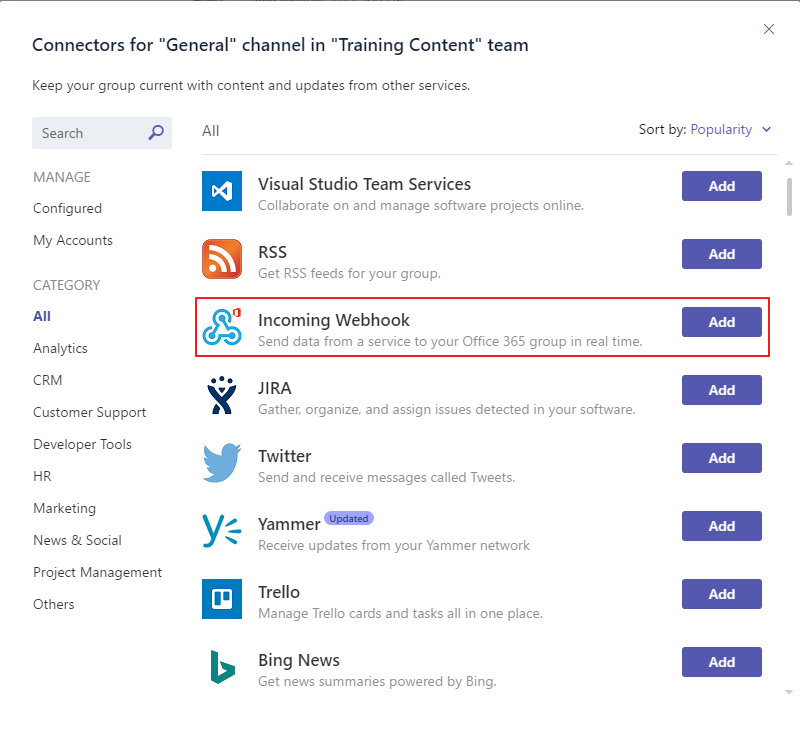 Connectors for "General" channel in "Training Content" team
Keep your group current with content and updates from other services.
Search
All
Sort by: Popularity
MANAGE
Configured
My Accounts
CATEGORY
All
Analytics
CRM
Customer Support
Developer Tools
HR
Marketing
News & Social
Project Management
Others
Visual Studio Team Services
Collaborate on and manage software projects online.
Add
RSS
Get RSS feeds for your group.
Add
Incoming Webhook
Send data from a service to your Office 365 group in real time.
Add
JIRA
Gather, organize, and assign issues detected in your software.
Add
Twitter
Send and receive messages called Tweets.
Add
Yammer Updated
Receive updates from your Yammer network
Add
Trello
Manage Trello cards and tasks all in one place.
Add
Bing News
Get news summaries powered by Bing.
Add